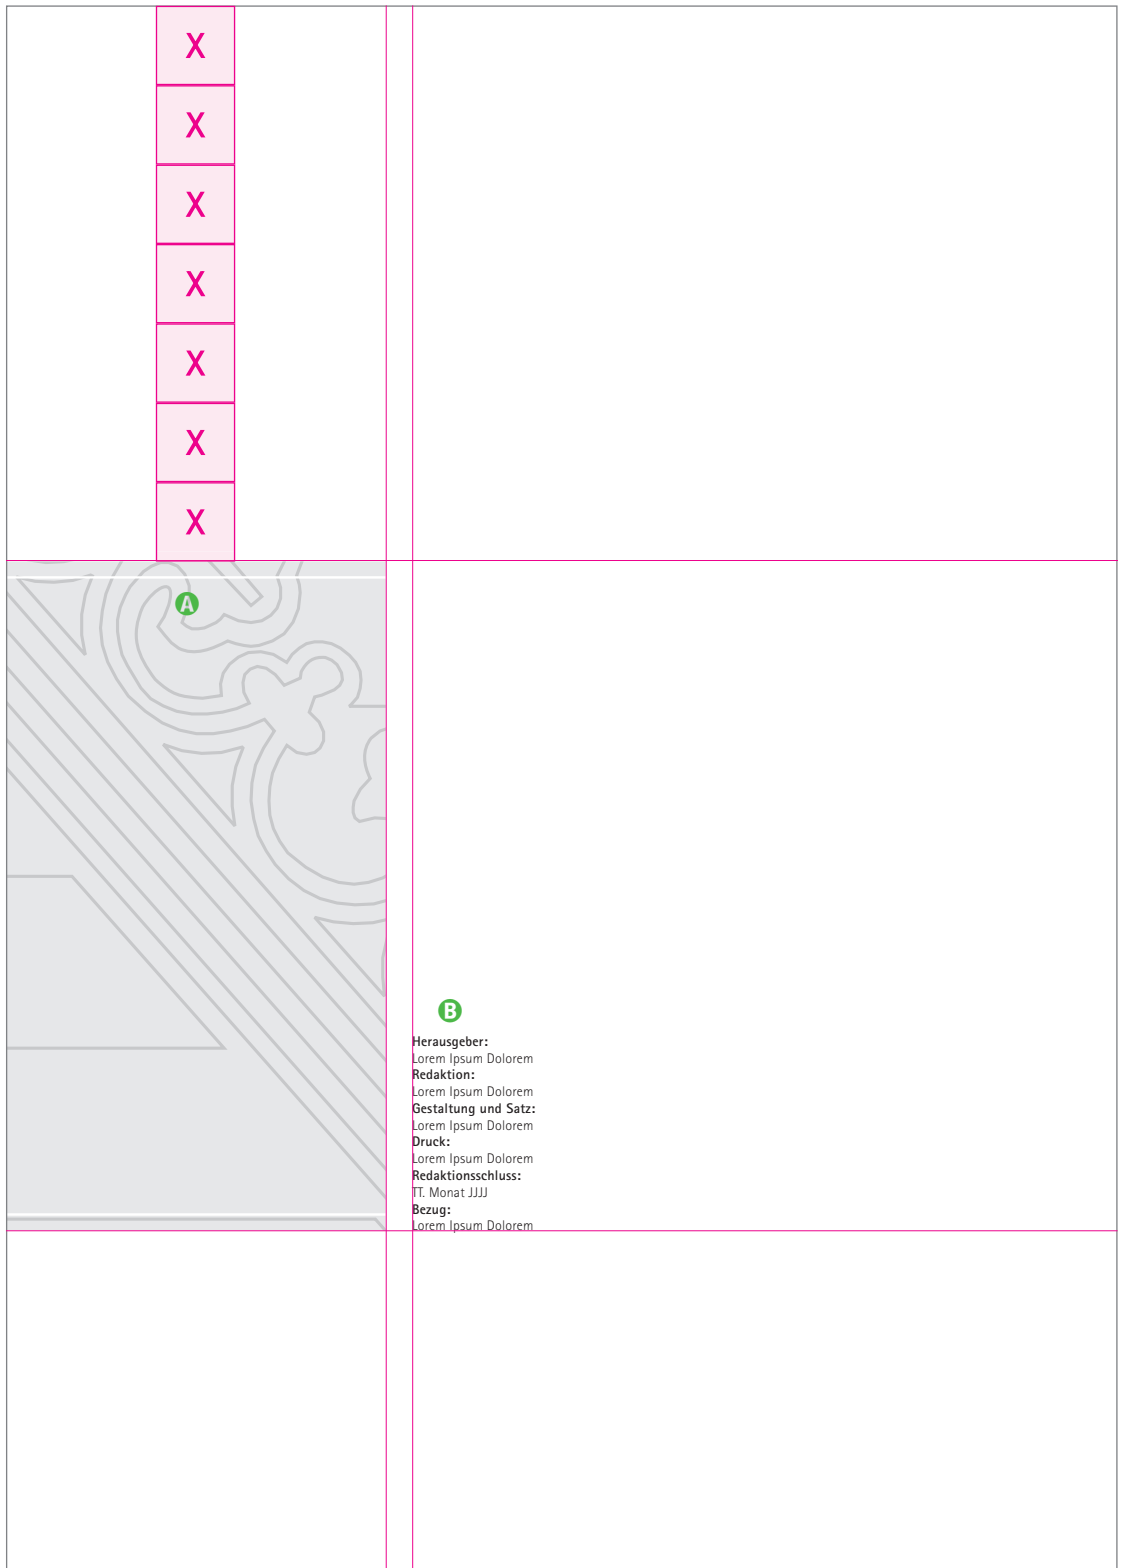 X
X
X
X
X
X
X
A
B
Herausgeber:
Lorem Ipsum Dolorem
Redaktion:
Lorem Ipsum Dolorem
Gestaltung und Satz:
Lorem Ipsum Dolorem
Druck:
Lorem Ipsum Dolorem
Redaktionsschluss:
TT. Monat JJJJ
Bezug:
Lorem Ipsum Dolorem